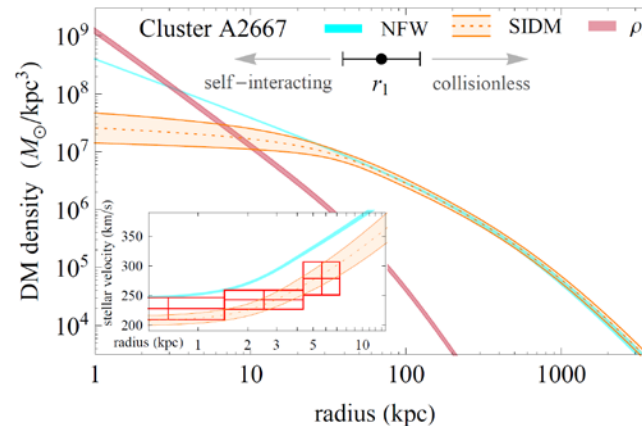 Cluster A2667
NFW
SIDM
ρ
self−interacting
r₁
collisionless
DM density (M⊙/kpc³)
10⁹
10⁸
10⁷
10⁶
10⁵
10⁴
stellar velocity (km/s)
350
300
250
200
radius (kpc)
1
2
3
5
10
1
10
100
1000
radius (kpc)